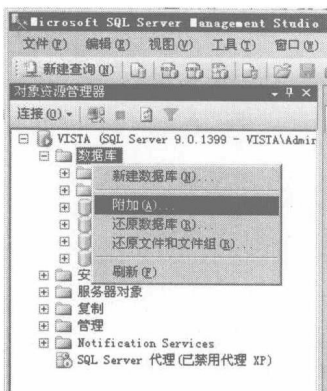 Microsoft SQL Server Management Studio
文件(F) 编辑(E) 视图(V) 工具(T) 窗口(W)
新建查询(N)
对象资源管理器
连接(O)
VISTA (SQL Server 9.0.1399 - VISTA\Admir
数据库
新建数据库(N)...
附加(A)...
还原数据库(R)...
还原文件和文件组(R)...
刷新(F)
安
服务器对象
复制
管理
Notification Services
SQL Server 代理(已禁用代理 XP)